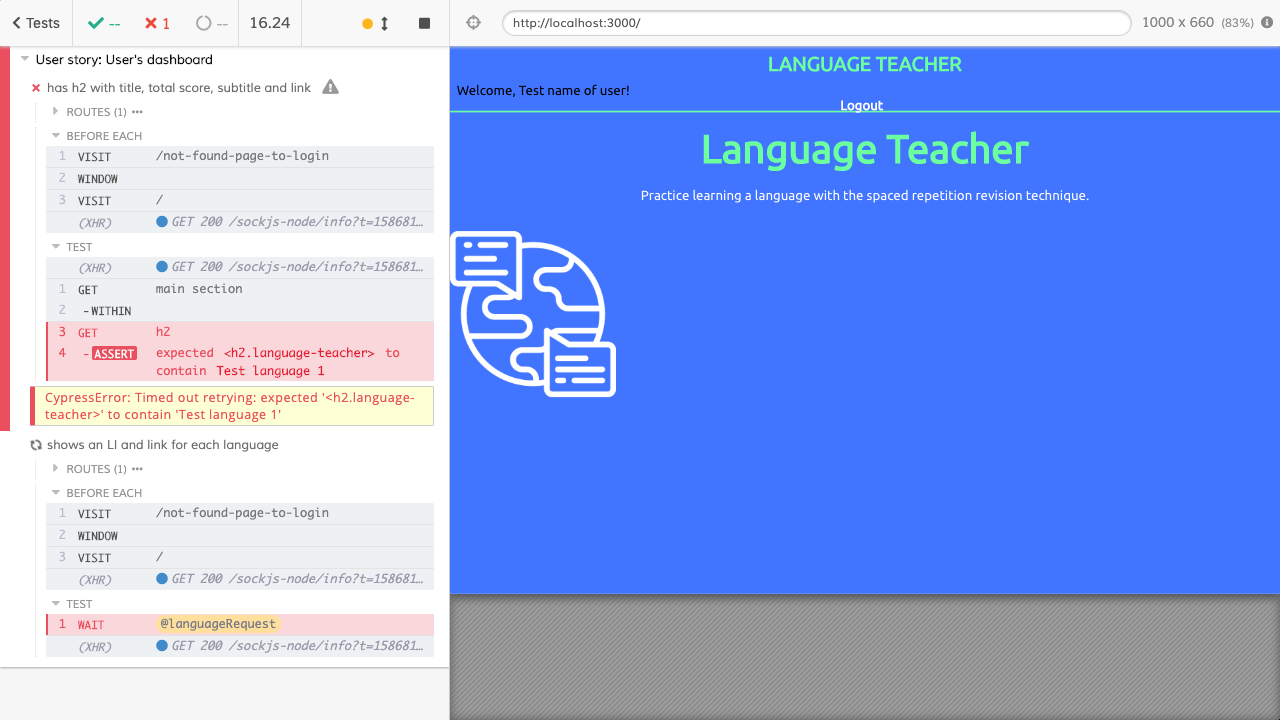 Tests
--
1
--
16.24
http://localhost:3000/
1000 x 660 (83%)
User story: User's dashboard
has h2 with title, total score, subtitle and link
ROUTES (1)
BEFORE EACH
1 VISIT /not-found-page-to-login
2 WINDOW
3 VISIT /
(XHR) GET 200 /sockjs-node/info?t=158681...
TEST
(XHR) GET 200 /sockjs-node/info?t=158681...
1 GET main section
2 -WITHIN
3 GET h2
4 -ASSERT expected <h2.language-teacher> to
contain Test language 1
CypressError: Timed out retrying: expected '<h2.language-
teacher>' to contain 'Test language 1'
shows an LI and link for each language
ROUTES (1)
BEFORE EACH
1 VISIT /not-found-page-to-login
2 WINDOW
3 VISIT /
(XHR) GET 200 /sockjs-node/info?t=158681...
TEST
1 WAIT @languageRequest
(XHR) GET 200 /sockjs-node/info?t=158681...
LANGUAGE TEACHER
Welcome, Test name of user!
Logout
Language Teacher
Practice learning a language with the spaced repetition revision technique.